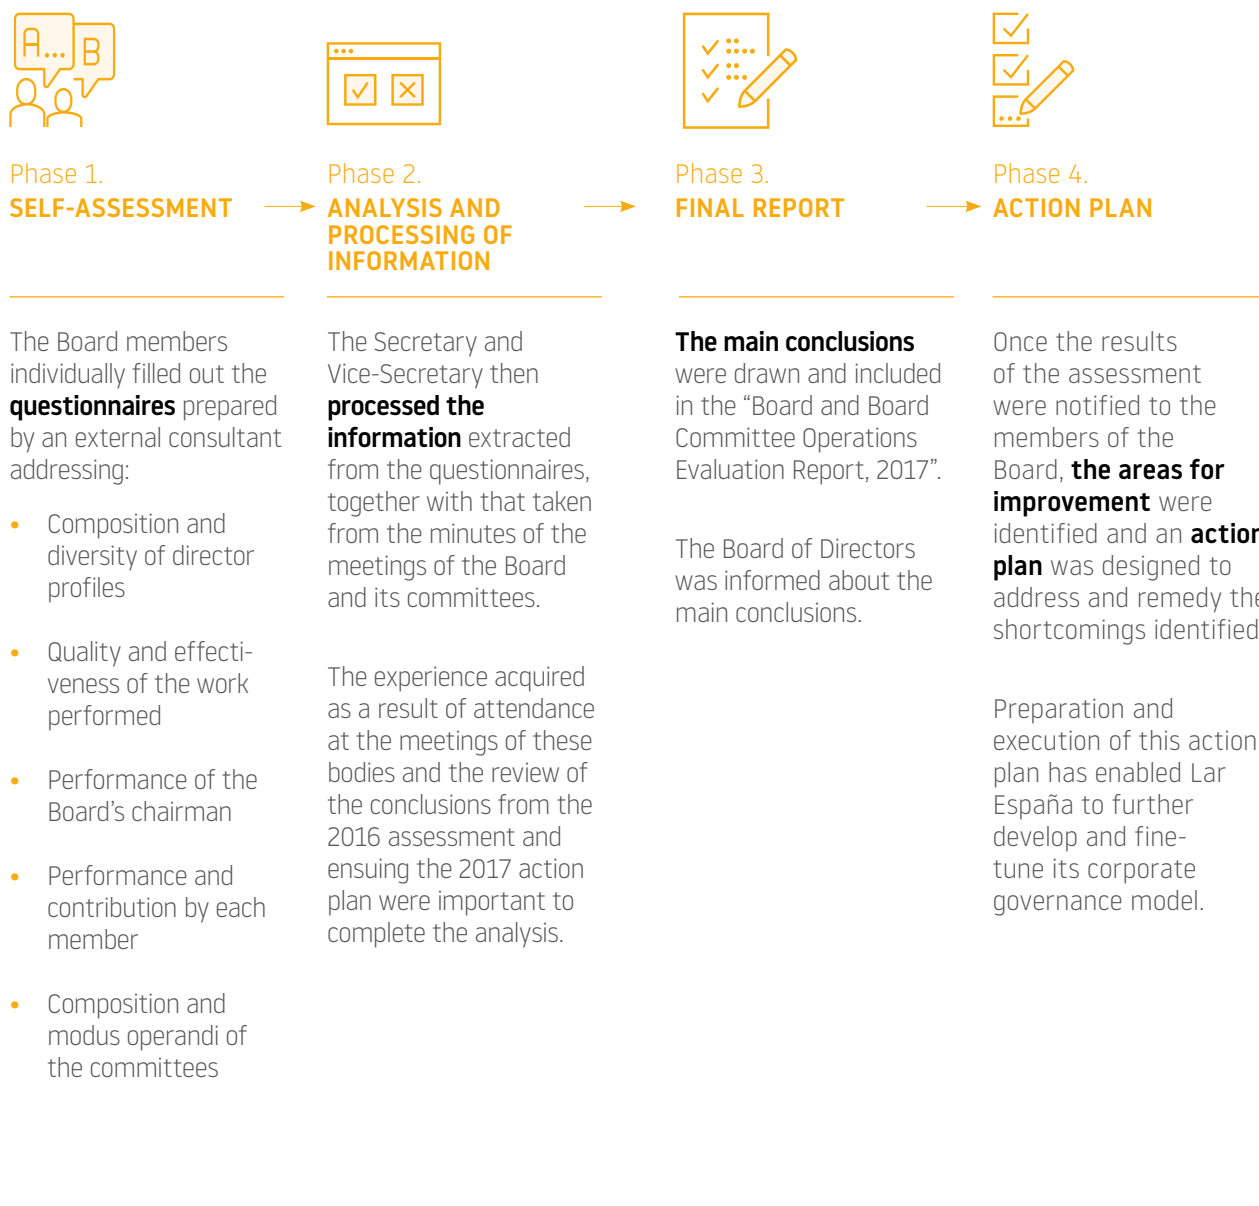 A... B
Phase 1.
SELF-ASSESSMENT
The Board members
individually filled out the
questionnaires prepared
by an external consultant
addressing:
• Composition and
diversity of director
profiles
• Quality and effecti-
veness of the work
performed
• Performance of the
Board’s chairman
• Performance and
contribution by each
member
• Composition and
modus operandi of
the committees
Phase 2.
ANALYSIS AND
PROCESSING OF
INFORMATION
The Secretary and
Vice-Secretary then
processed the
information extracted
from the questionnaires,
together with that taken
from the minutes of the
meetings of the Board
and its committees.
The experience acquired
as a result of attendance
at the meetings of these
bodies and the review of
the conclusions from the
2016 assessment and
ensuing the 2017 action
plan were important to
complete the analysis.
Phase 3.
FINAL REPORT
The main conclusions
were drawn and included
in the “Board and Board
Committee Operations
Evaluation Report, 2017”.
The Board of Directors
was informed about the
main conclusions.
Phase 4.
ACTION PLAN
Once the results
of the assessment
were notified to the
members of the
Board, the areas for
improvement were
identified and an action
plan was designed to
address and remedy the
shortcomings identified
Preparation and
execution of this action
plan has enabled Lar
España to further
develop and fine-
tune its corporate
governance model.